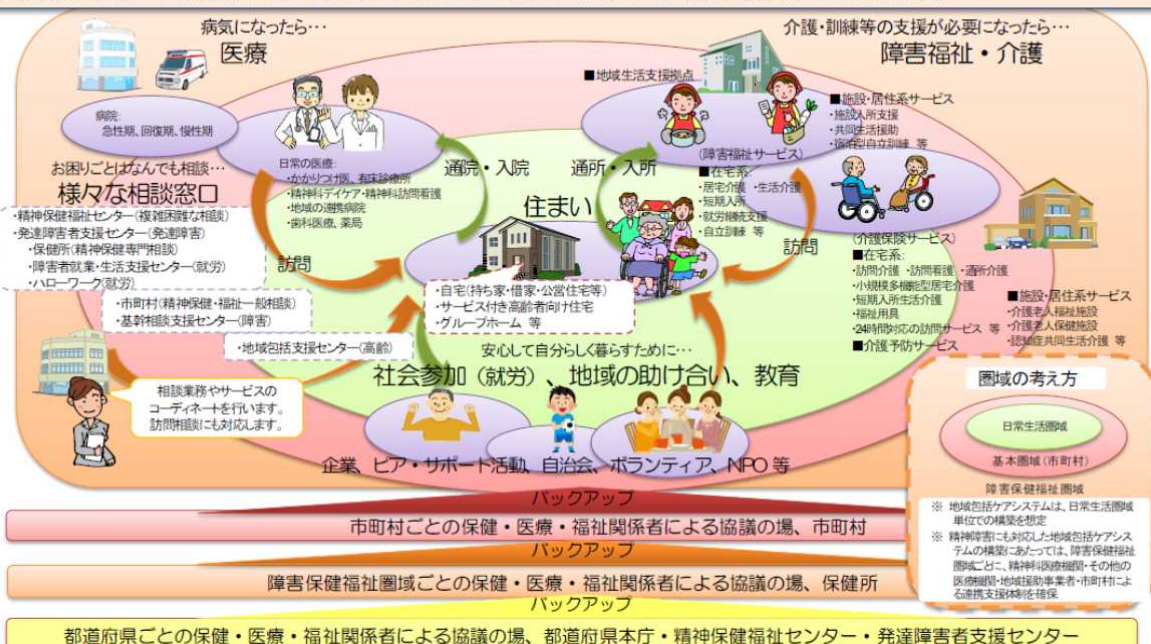 病気になったら…
医療
介護・訓練等の支援が必要になったら…
障害福祉・介護
病院:
急性期、回復期、慢性期
■地域生活支援拠点
■施設・居住系サービス
・施設入所支援
・共同生活援助
・宿泊型自立訓練 等
日常の医療:
・かかりつけ医、有床診療所
・精神科デイケア・精神科訪問看護
・地域の連携病院
・歯科医療、薬局
通院・入院
通所・入所
(障害福祉サービス)
■在宅系:
・居宅介護 ・生活介護
・短期入所
・就労継続支援
・自立訓練 等
お困りごとはなんでも相談…
様々な相談窓口
・精神保健福祉センター(複雑困難な相談)
・発達障害者支援センター(発達障害)
・保健所(精神保健専門相談)
・障害者就業・生活支援センター(就労)
・ハローワーク(就労)
住まい
訪問
訪問
(介護保険サービス)
■在宅系:
・訪問介護 ・訪問看護 ・通所介護
・小規模多機能型居宅介護
・短期入所生活介護
・福祉用具
・24時間対応の訪問サービス 等
■介護予防サービス
■施設・居住系サービス
・介護老人福祉施設
・介護老人保健施設
・認知症共同生活介護 等
・市町村(精神保健・福祉一般相談)
・基幹相談支援センター(障害)
・自宅(持ち家・借家・公営住宅等)
・サービス付き高齢者向け住宅
・グループホーム 等
・地域包括支援センター(高齢)
安心して自分らしく暮らすために…
社会参加(就労)、地域の助け合い、教育
相談業務やサービスの
コーディネートを行います。
訪問相談にも対応します。
企業、ピア・サポート活動、自治会、ボランティア、NPO 等
圏域の考え方
日常生活圏域
基本圏域(市町村)
障害保健福祉圏域
※ 地域包括ケアシステムは、日常生活圏域
単位での構築を想定
※ 精神障害にも対応した地域包括ケアシス
テムの構築にあたっては、障害保健福祉
圏域ごとに、精神科医療機関・その他の
医療機関・地域援助事業者・市町村によ
る連携支援体制を確保
バックアップ
市町村ごとの保健・医療・福祉関係者による協議の場、市町村
バックアップ
障害保健福祉圏域ごとの保健・医療・福祉関係者による協議の場、保健所
バックアップ
都道府県ごとの保健・医療・福祉関係者による協議の場、都道府県本庁・精神保健福祉センター・発達障害者支援センター